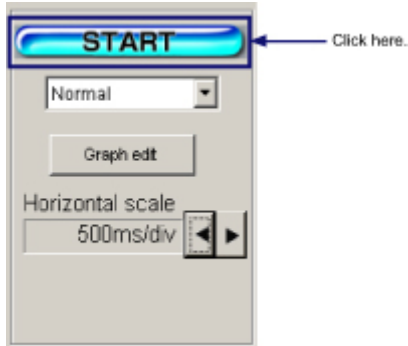 START
Click here.
Normal
Graph edit
Horizontal scale
500ms/div